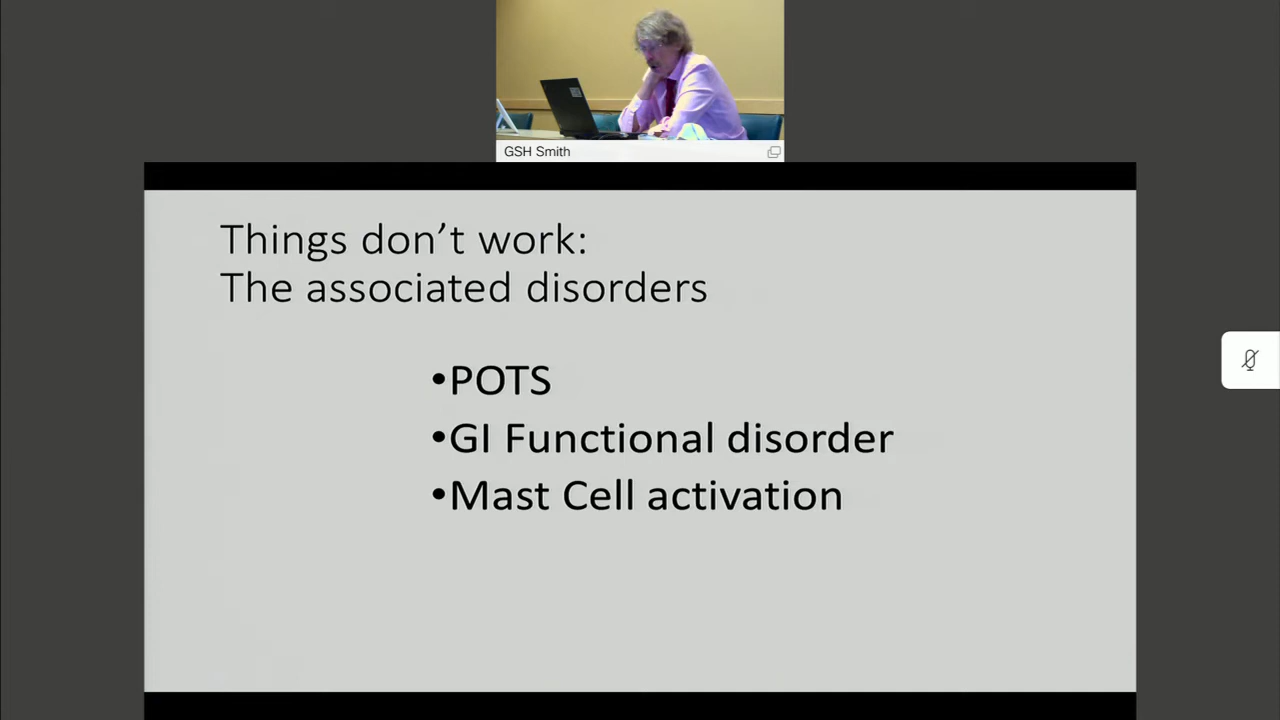 GSH Smith
Things don’t work:
The associated disorders
•POTS
•GI Functional disorder
•Mast Cell activation